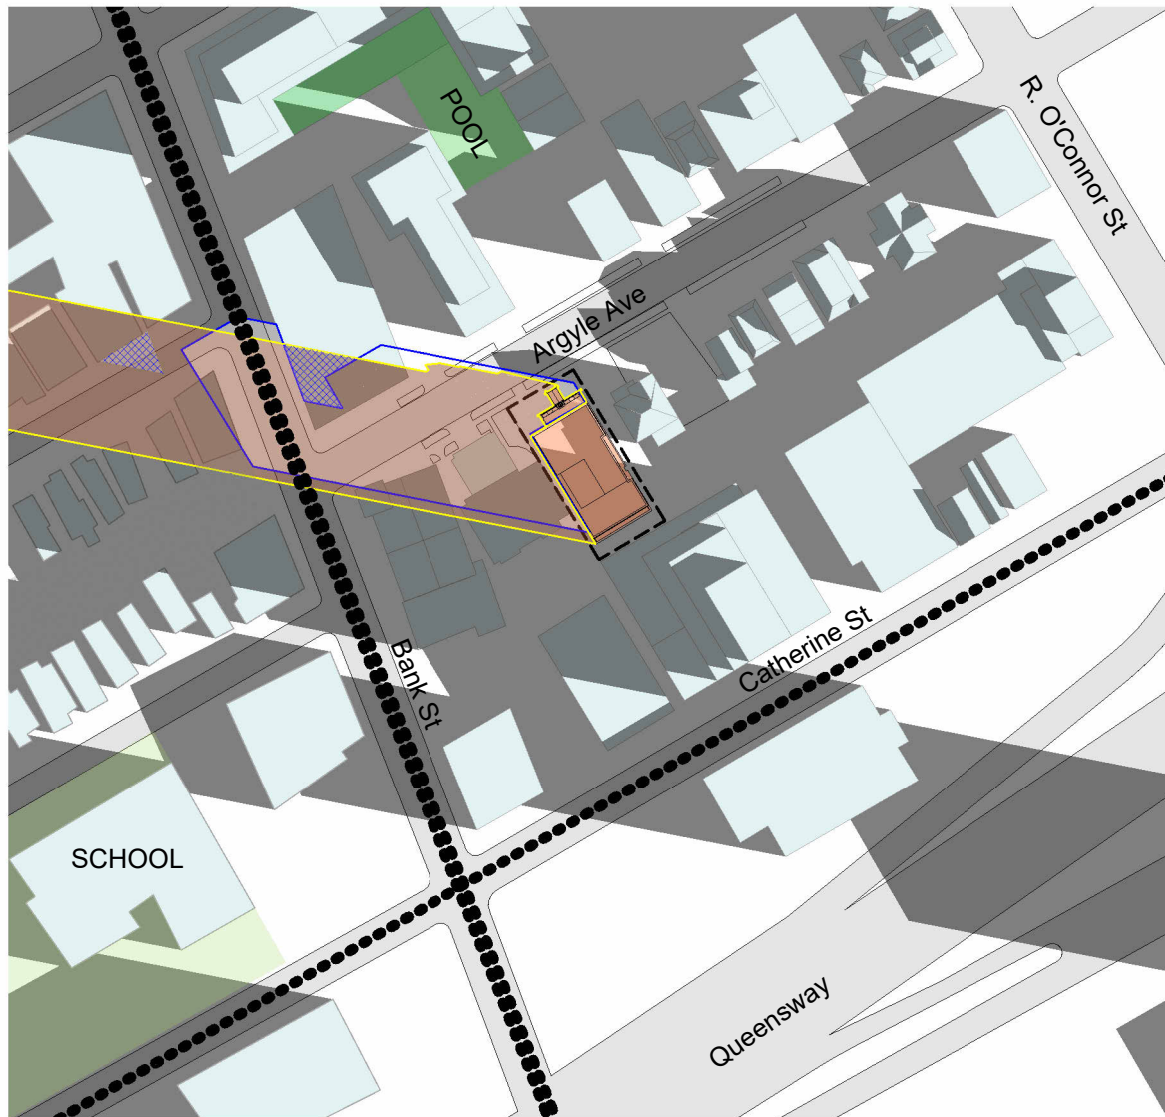 POOL
R. O'Connor St
Argyle Ave
Bank St
Catherine St
SCHOOL
Queensway